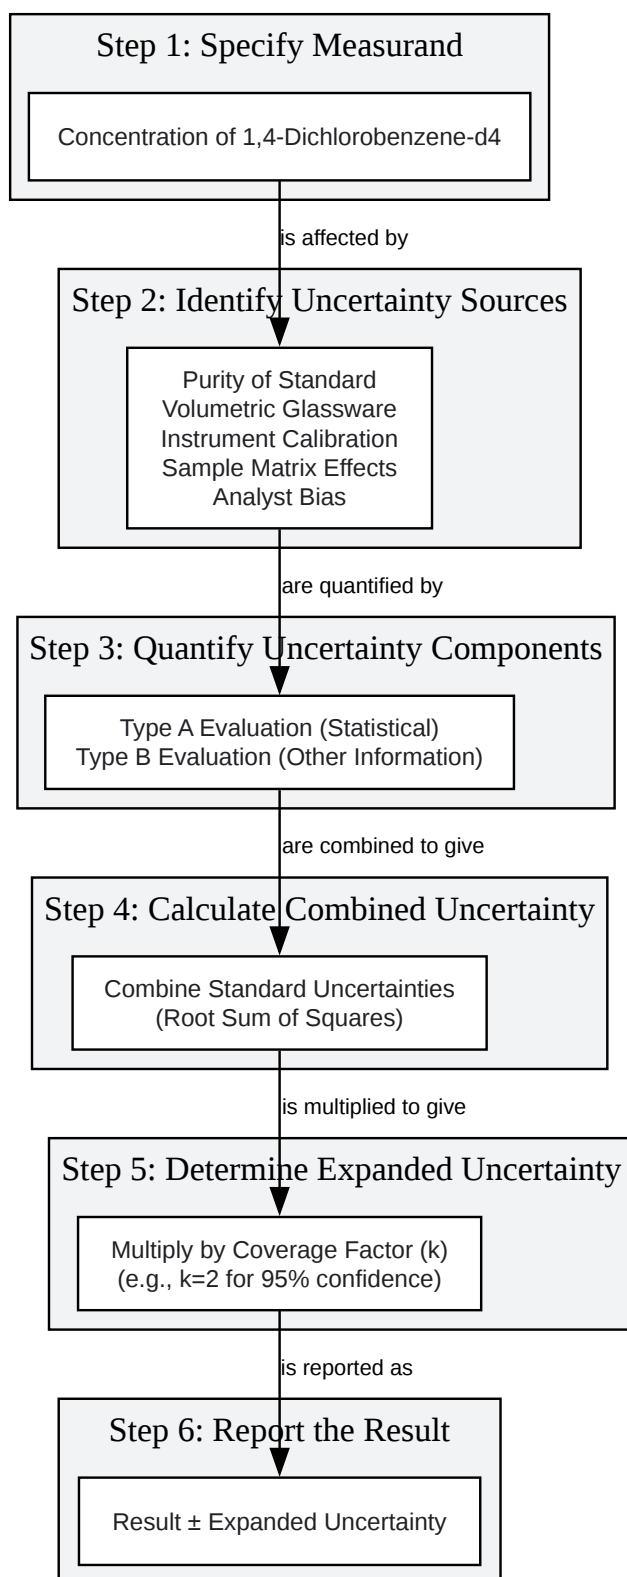 Step 1: Specify Measurand
Concentration of 1,4-Dichlorobenzene-d4
is affected by
Step 2: Identify Uncertainty Sources
Purity of Standard
Volumetric Glassware
Instrument Calibration
Sample Matrix Effects
Analyst Bias
are quantified by
Step 3: Quantify Uncertainty Components
Type A Evaluation (Statistical)
Type B Evaluation (Other Information)
are combined to give
Step 4: Calculate Combined Uncertainty
Combine Standard Uncertainties
(Root Sum of Squares)
is multiplied to give
Step 5: Determine Expanded Uncertainty
Multiply by Coverage Factor (k)
(e.g., k=2 for 95% confidence)
is reported as
Step 6: Report the Result
Result ± Expanded Uncertainty